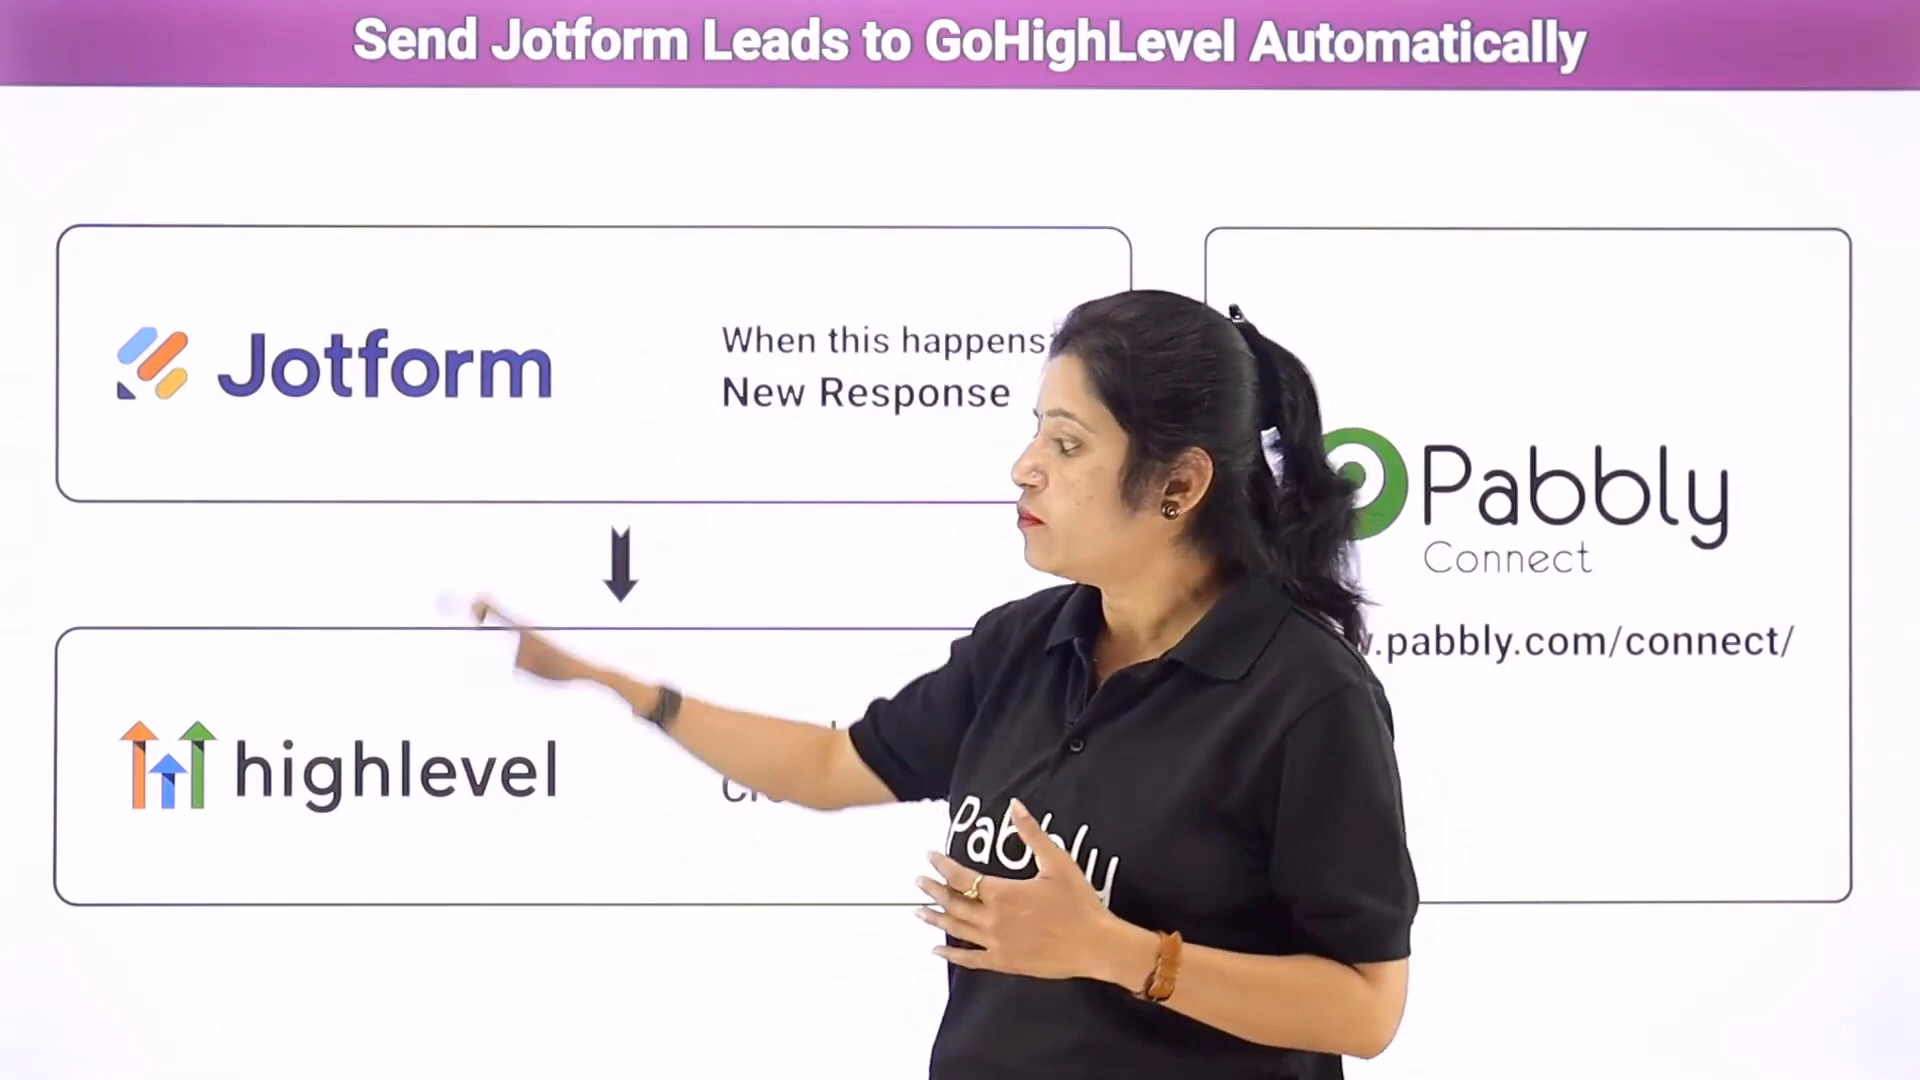 Send Jotform Leads to GoHighLevel Automatically
Jotform
When this happens:
New Response
Pabbly
Connect
.pabbly.com/connect/
highlevel
Pabbly